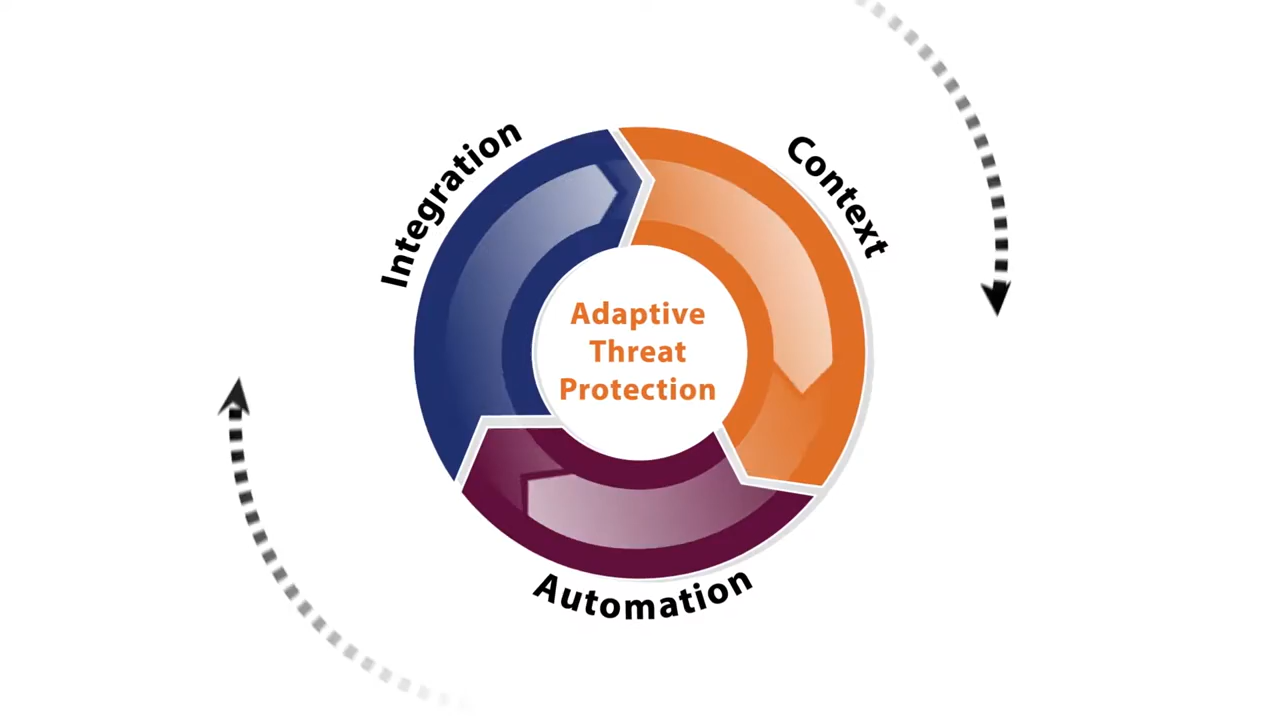 Integration
Context
Adaptive
Threat
Protection
Automation